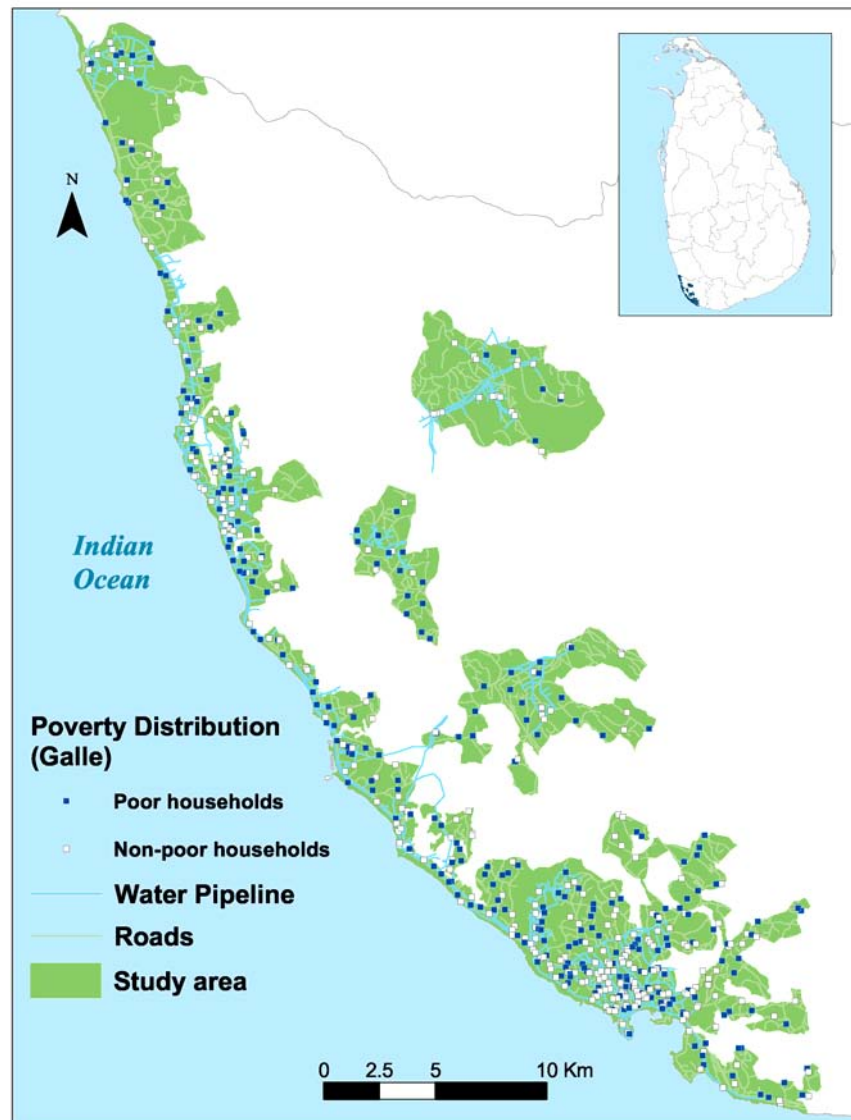 N
Indian
Ocean
Poverty Distribution
(Galle)
Poor households
Non-poor households
Water Pipeline
Roads
Study area
0 2.5 5 10 Km